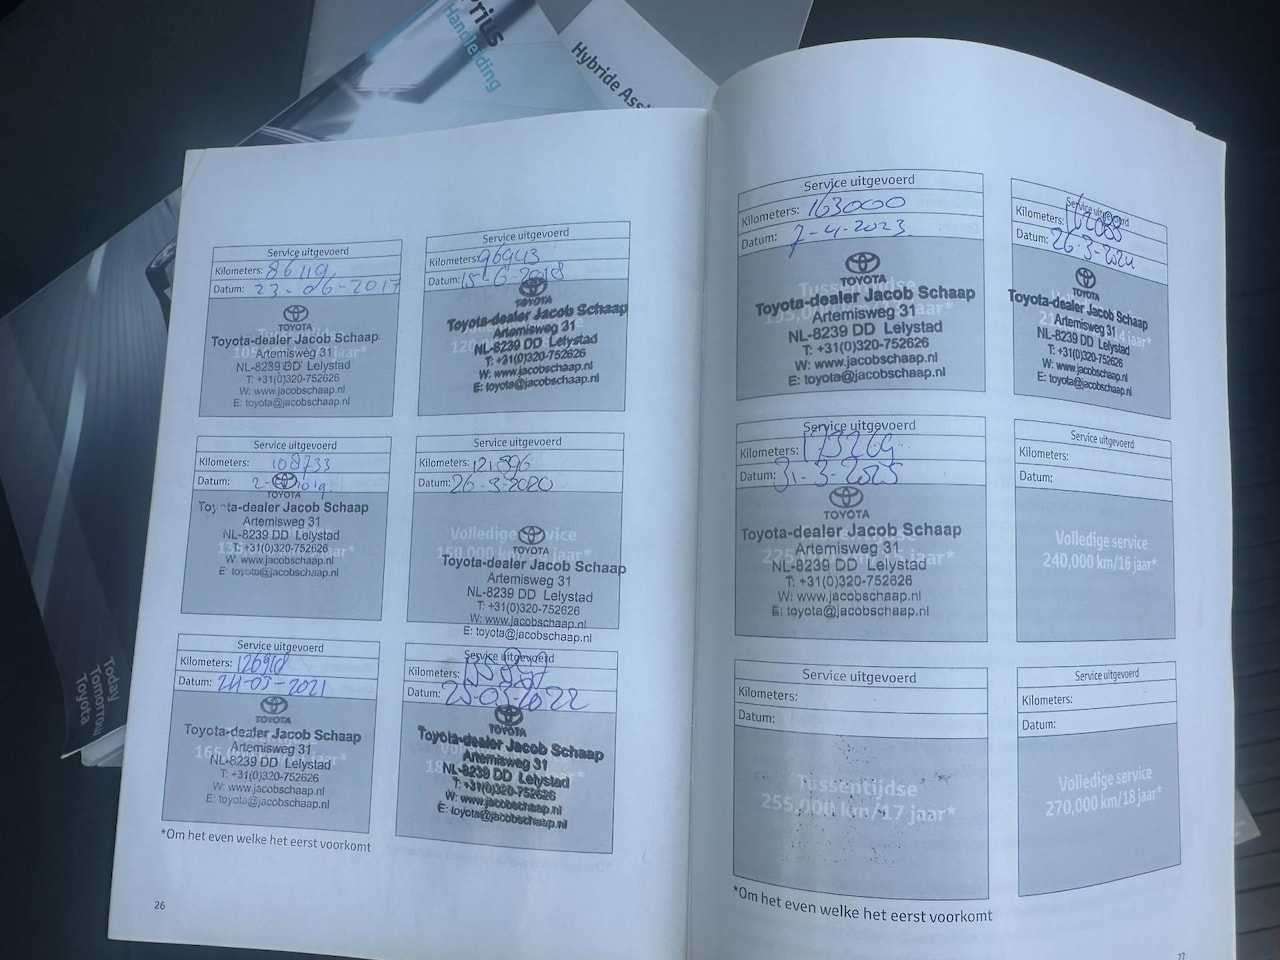 Prius
Handleiding
Hybride Assi
Today
Tomorrow
Toyota
Service uitgevoerd
Kilometers: 86119
Datum: 23-06-2017
TOYOTA
Toyota-dealer Jacob Schaap
Artemisweg 31
NL-8239 DD Lelystad
T: +31(0)320-752626
W: www.jacobschaap.nl
E: toyota@jacobschaap.nl
Service uitgevoerd
Kilometers: 96943
Datum: 15-6-2018
TOYOTA
Toyota-dealer Jacob Schaap
Artemisweg 31
NL-8239 DD Lelystad
T: +31(0)320-752626
W: www.jacobschaap.nl
E: toyota@jacobschaap.nl
Service uitgevoerd
Kilometers: 108733
Datum:
TOYOTA
Toyota-dealer Jacob Schaap
Artemisweg 31
NL-8239 DD Lelystad
T: +31(0)320-752626
W: www.jacobschaap.nl
E: toyota@jacobschaap.nl
Service uitgevoerd
Kilometers: 121896
Datum: 26-3-2020
Volledige service
150,000 km/10 jaar*
TOYOTA
Toyota-dealer Jacob Schaap
Artemisweg 31
NL-8239 DD Lelystad
T: +31(0)320-752626
W: www.jacobschaap.nl
E: toyota@jacobschaap.nl
Service uitgevoerd
Kilometers: 126918
Datum: 24-03-2021
TOYOTA
Toyota-dealer Jacob Schaap
Artemisweg 31
NL-8239 DD Lelystad
T: +31(0)320-752626
W: www.jacobschaap.nl
E: toyota@jacobschaap.nl
Service uitgevoerd
Kilometers:
Datum: 25-03-2022
TOYOTA
Toyota-dealer Jacob Schaap
Artemisweg 31
NL-8239 DD Lelystad
T: +31(0)320-752626
W: www.jacobschaap.nl
E: toyota@jacobschaap.nl
*Om het even welke het eerst voorkomt
26
Service uitgevoerd
Kilometers: 163000
Datum: 7-4-2023
TOYOTA
Toyota-dealer Jacob Schaap
Artemisweg 31
NL-8239 DD Lelystad
T: +31(0)320-752626
W: www.jacobschaap.nl
E: toyota@jacobschaap.nl
Service uitgevoerd
Kilometers:
Datum: 26-3-2024
TOYOTA
Toyota-dealer Jacob Schaap
Artemisweg 31
NL-8239 DD Lelystad
T: +31(0)320-752626
W: www.jacobschaap.nl
E: toyota@jacobschaap.nl
Service uitgevoerd
Kilometers: 173269
Datum: 31-3-2025
TOYOTA
Toyota-dealer Jacob Schaap
Artemisweg 31
NL-8239 DD Lelystad
T: +31(0)320-752626
W: www.jacobschaap.nl
E: toyota@jacobschaap.nl
Service uitgevoerd
Kilometers:
Datum:
Volledige service
240,000 km/16 jaar*
Service uitgevoerd
Kilometers:
Datum:
Tussentijdse
255,000 km/17 jaar*
Service uitgevoerd
Kilometers:
Datum:
Volledige service
270,000 km/18 jaar*
*Om het even welke het eerst voorkomt
27